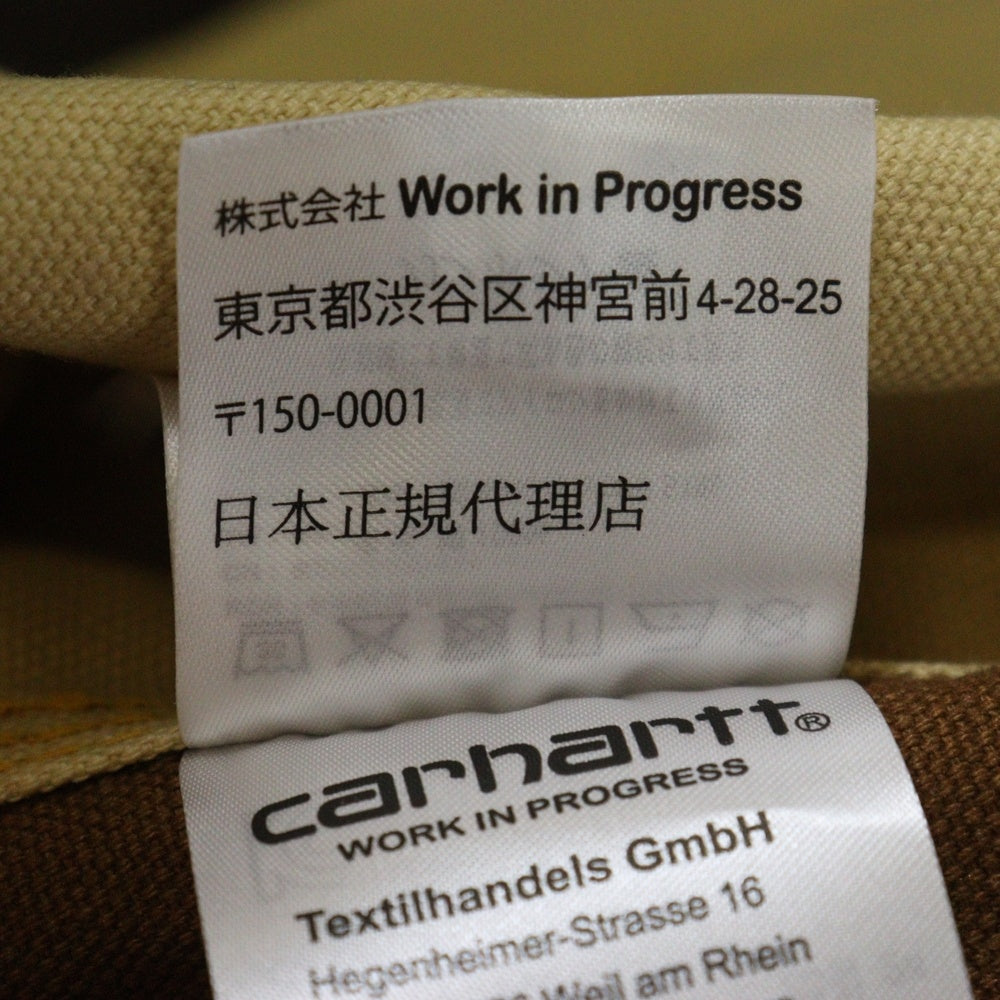 株式会社 Work in Progress
東京都渋谷区神宮前4-28-25
〒150-0001
日本正規代理店
carhartt®
WORK IN PROGRESS
Textilhandels GmbH
Hegenheimer-Strasse 16
Weil am Rhein